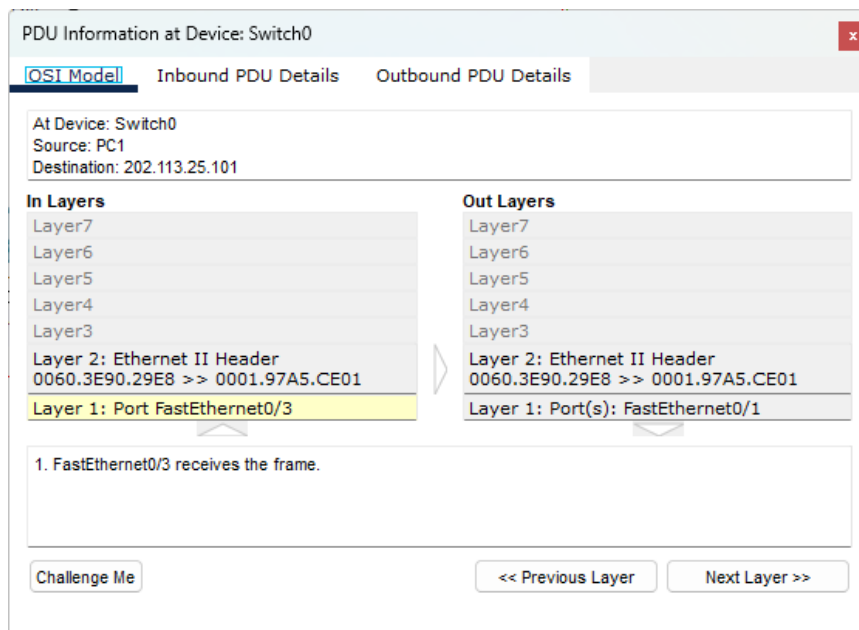 PDU Information at Device: Switch0
x
OSI Model
Inbound PDU Details
Outbound PDU Details
At Device: Switch0
Source: PC1
Destination: 202.113.25.101
In Layers
Layer7
Layer6
Layer5
Layer4
Layer3
Layer 2: Ethernet II Header
0060.3E90.29E8 >> 0001.97A5.CE01
Layer 1: Port FastEthernet0/3
Out Layers
Layer7
Layer6
Layer5
Layer4
Layer3
Layer 2: Ethernet II Header
0060.3E90.29E8 >> 0001.97A5.CE01
Layer 1: Port(s): FastEthernet0/1
1. FastEthernet0/3 receives the frame.
Challenge Me
<< Previous Layer
Next Layer >>